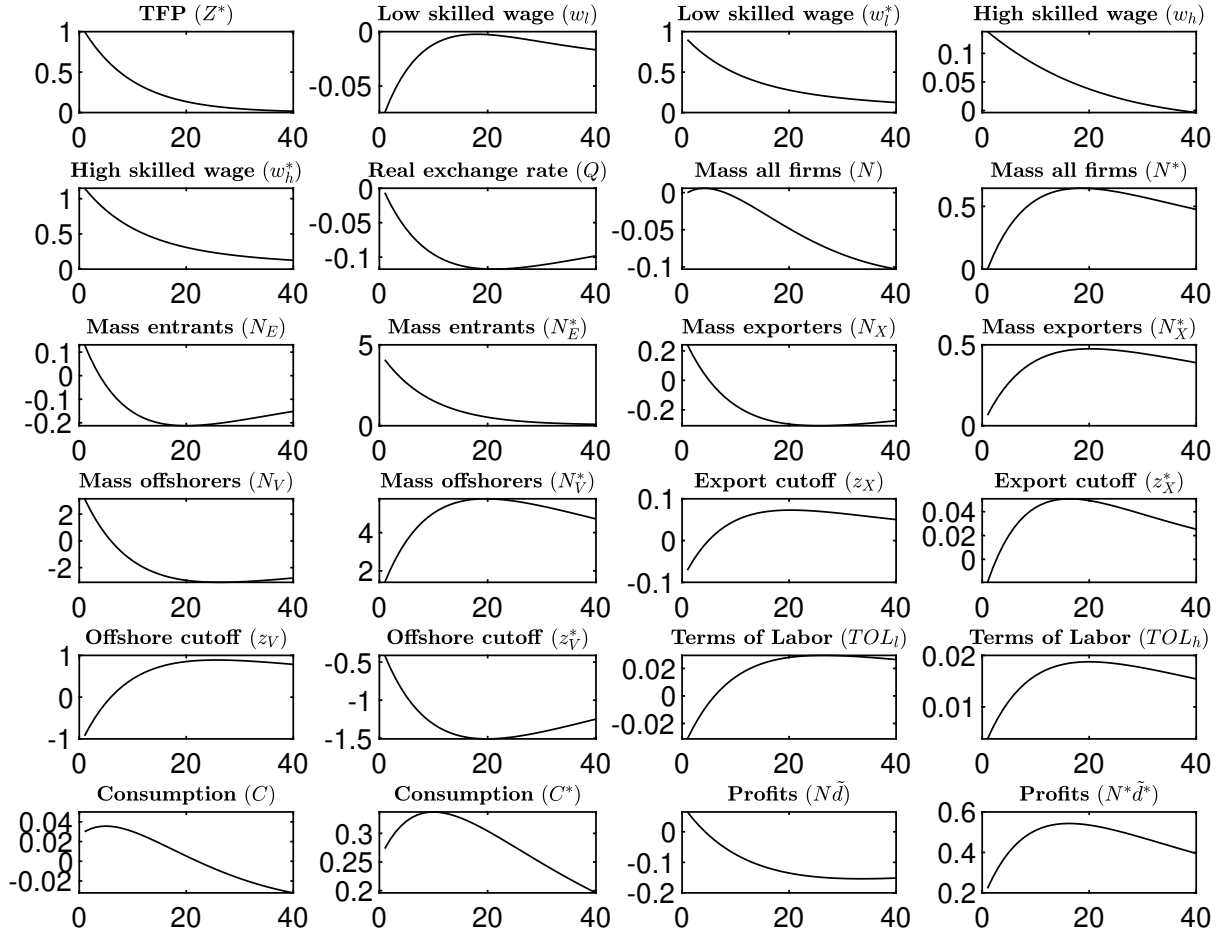 TFP (Z*)
1
0.5
0
0 20 40
Low skilled wage (w_l)
0
-0.05
0 20 40
Low skilled wage (w_l^*)
1
0.5
0
0 20 40
High skilled wage (w_h)
0.1
0.05
0
0 20 40
High skilled wage (w_h^*)
1
0.5
0
0 20 40
Real exchange rate (Q)
0
-0.05
-0.1
0 20 40
Mass all firms (N)
0
-0.05
-0.1
0 20 40
Mass all firms (N*)
0.5
0
0 20 40
Mass entrants (N_E)
0.1
0
-0.1
-0.2
0 20 40
Mass entrants (N_E^*)
5
0
0 20 40
Mass exporters (N_X)
0.2
0
-0.2
0 20 40
Mass exporters (N_X^*)
0.5
0
0 20 40
Mass offshorers (N_V)
2
0
-2
0 20 40
Mass offshorers (N_V^*)
4
2
0 20 40
Export cutoff (z_X)
0.1
0
-0.1
0 20 40
Export cutoff (z_X^*)
0.04
0.02
0
0 20 40
Offshore cutoff (z_V)
1
0
-1
0 20 40
Offshore cutoff (z_V^*)
-0.5
-1
-1.5
0 20 40
Terms of Labor (TOL_l)
0.02
0
-0.02
0 20 40
Terms of Labor (TOL_h)
0.02
0.01
0 20 40
Consumption (C)
0.04
0.02
0
-0.02
0 20 40
Consumption (C*)
0.3
0.25
0.2
0 20 40
Profits (Nd̃)
0
-0.1
-0.2
0 20 40
Profits (N*d̃*)
0.6
0.4
0.2
0 20 40